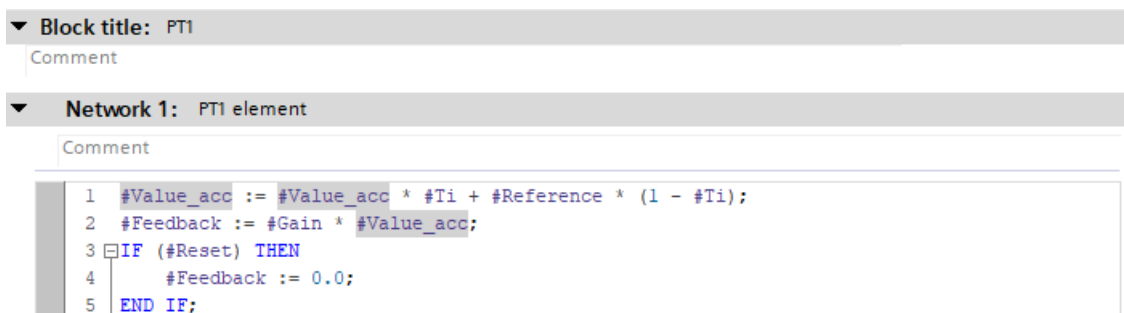 Block title: PT1
Comment
Network 1: PT1 element
Comment
1 #Value_acc := #Value_acc * #Ti + #Reference * (1 - #Ti);
2 #Feedback := #Gain * #Value_acc;
3 IF (#Reset) THEN
4 #Feedback := 0.0;
5 END_IF;